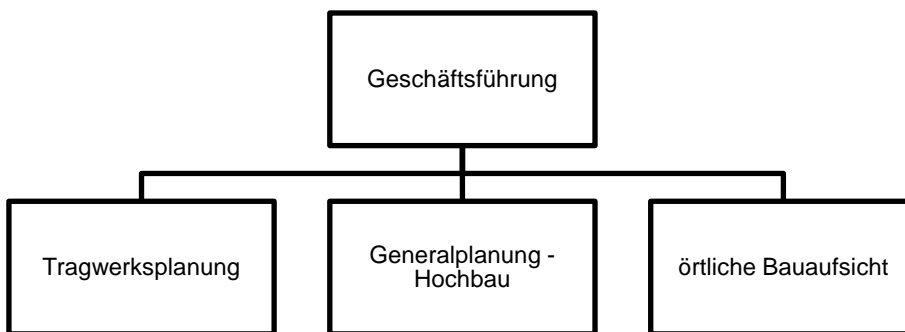 Geschäftsführung
Tragwerksplanung
Generalplanung -
Hochbau
örtliche Bauaufsicht